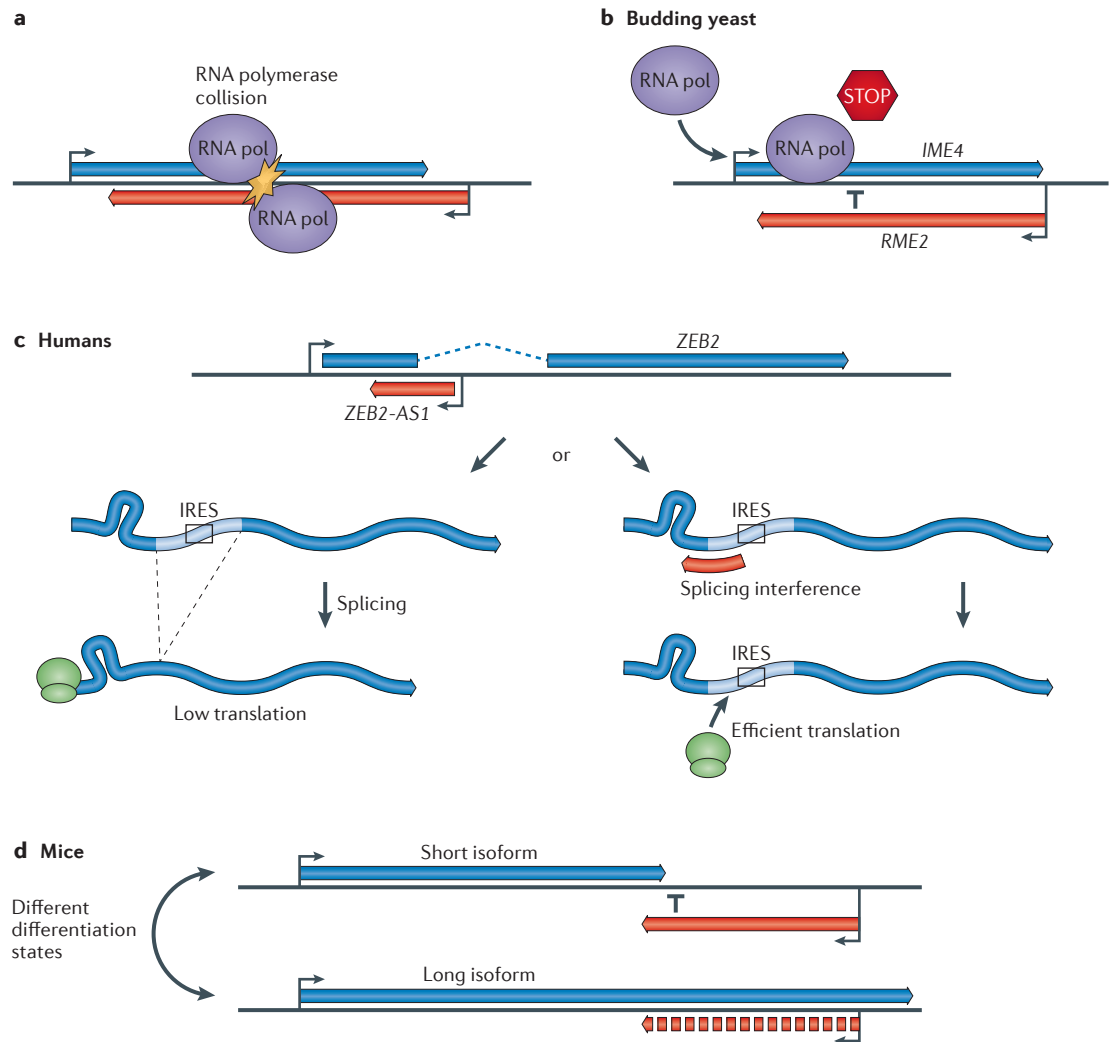 a
RNA polymerase
collision
RNA pol
RNA pol
b Budding yeast
RNA pol
STOP
RNA pol
IME4
RME2
c Humans
ZEB2
ZEB2-AS1
or
IRES
Splicing
Low translation
IRES
Splicing interference
IRES
Efficient translation
d Mice
Short isoform
Different
differentiation
states
Long isoform